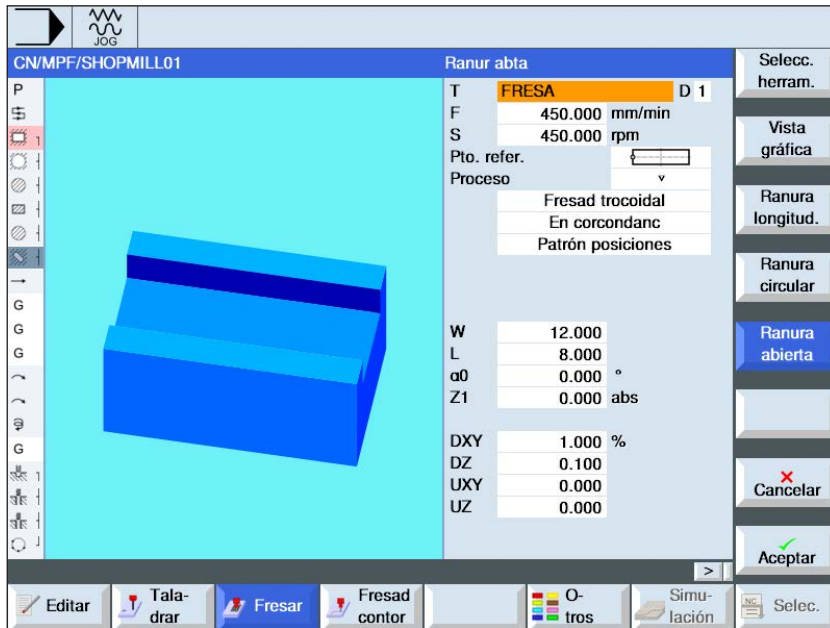 JOG
CN/MPF/SHOPMILL01
Ranur abta
T FRESA D 1
F 450.000 mm/min
S 450.000 rpm
Pto. refer.
Proceso v
Fresad trocoidal
En corcondanc
Patrón posiciones
W 12.000
L 8.000
α0 0.000 °
Z1 0.000 abs
DXY 1.000 %
DZ 0.100
UXY 0.000
UZ 0.000
P
G
G
G
G
>
Selecc.
herram.
Vista
gráfica
Ranura
longitud.
Ranura
circular
Ranura
abierta
Cancelar
Aceptar
Editar
Tala-
drar
Fresar
Fresad
contor
O-
tros
Simu-
lación
NC
Selec.